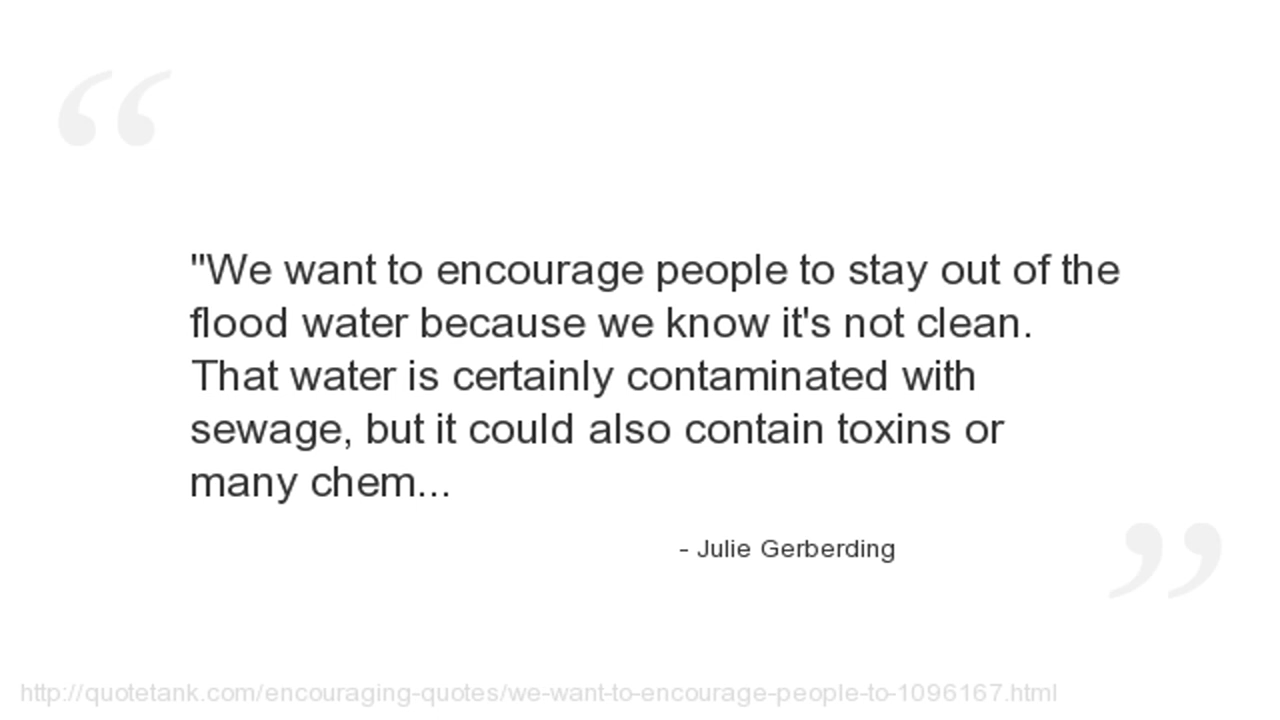 “
"We want to encourage people to stay out of the
flood water because we know it's not clean.
That water is certainly contaminated with
sewage, but it could also contain toxins or
many chem...
- Julie Gerberding
”
http://quotetank.com/encouraging-quotes/we-want-to-encourage-people-to-1096167.html